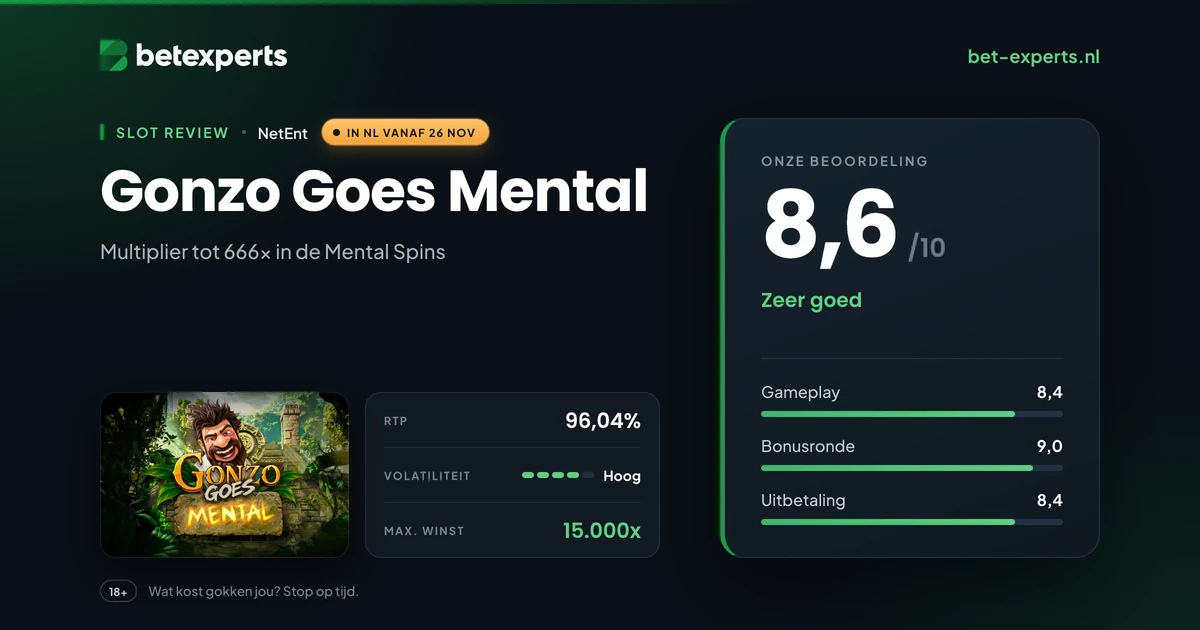 betexperts
bet-experts.nl
SLOT REVIEW • NetEnt
IN NL VANAF 26 NOV
Gonzo Goes Mental
Multiplier tot 666x in de Mental Spins
GONZO
GOES
MENTAL
RTP 96,04%
VOLATILITEIT Hoog
MAX. WINST 15.000x
ONZE BEOORDELING
8,6 /10
Zeer goed
Gameplay 8,4
Bonusronde 9,0
Uitbetaling 8,4
18+ Wat kost gokken jou? Stop op tijd.